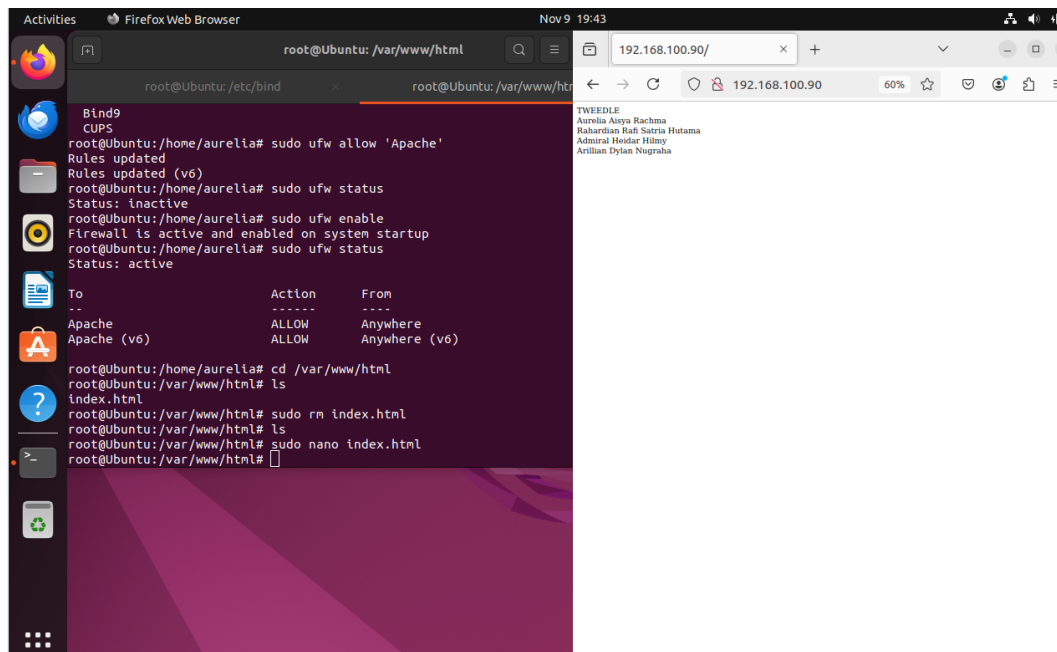 Activities Firefox Web Browser Nov 9 19:43
root@Ubuntu: /var/www/html
root@Ubuntu: /etc/bind × root@Ubuntu: /var/www/htm
Bind9
CUPS
root@Ubuntu:/home/aurelia# sudo ufw allow 'Apache'
Rules updated
Rules updated (v6)
root@Ubuntu:/home/aurelia# sudo ufw status
Status: inactive
root@Ubuntu:/home/aurelia# sudo ufw enable
Firewall is active and enabled on system startup
root@Ubuntu:/home/aurelia# sudo ufw status
Status: active
To Action From
-- ------ ----
Apache ALLOW Anywhere
Apache (v6) ALLOW Anywhere (v6)
root@Ubuntu:/home/aurelia# cd /var/www/html
root@Ubuntu:/var/www/html# ls
index.html
root@Ubuntu:/var/www/html# sudo rm index.html
root@Ubuntu:/var/www/html# ls
root@Ubuntu:/var/www/html# sudo nano index.html
root@Ubuntu:/var/www/html#
192.168.100.90/ ×
192.168.100.90 60%
TWEEDLE
Aurelia Aisya Rachma
Rahardian Rafi Satria Hutama
Admiral Heidar Hilmy
Arillian Dylan Nugraha